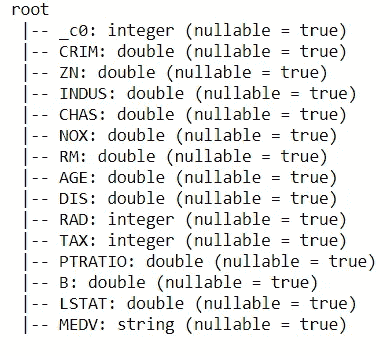 root
 |-- _c0: integer (nullable = true)
 |-- CRIM: double (nullable = true)
 |-- ZN: double (nullable = true)
 |-- INDUS: double (nullable = true)
 |-- CHAS: double (nullable = true)
 |-- NOX: double (nullable = true)
 |-- RM: double (nullable = true)
 |-- AGE: double (nullable = true)
 |-- DIS: double (nullable = true)
 |-- RAD: integer (nullable = true)
 |-- TAX: integer (nullable = true)
 |-- PTRATIO: double (nullable = true)
 |-- B: double (nullable = true)
 |-- LSTAT: double (nullable = true)
 |-- MEDV: string (nullable = true)